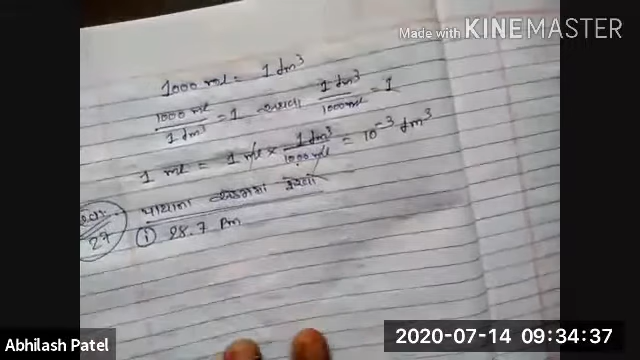 Made with KINEMASTER
1000 ml = 1 dm³
1000 ml / 1 dm³ = 1 અથવા 1 dm³ / 1000 ml = 1
1 ml = 1 ml × 1 dm³ / 1000 ml = 10⁻³ dm³
પાયાના એકમમાં ફેરવો
27
(i) 28.7 Pm
Abhilash Patel
2020-07-14 09:34:37